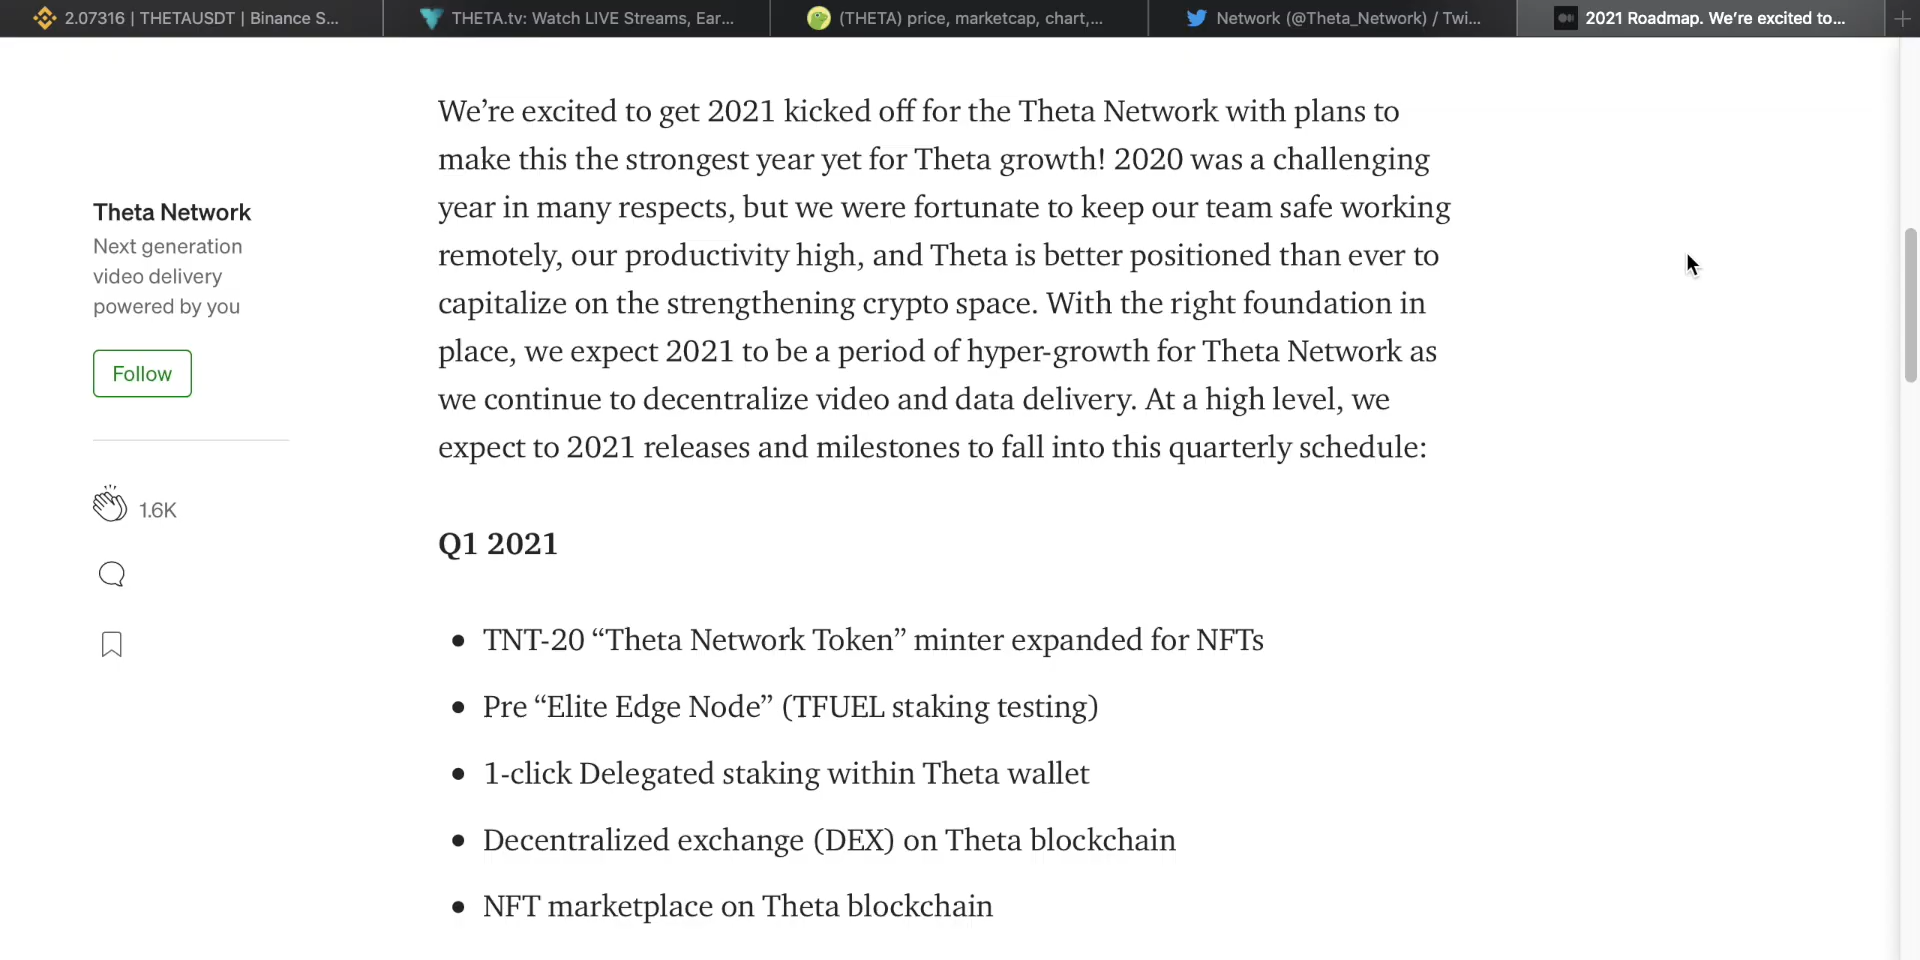 2.07316 | THETAUSDT | Binance S...
THETA.tv: Watch LIVE Streams, Ear...
(THETA) price, marketcap, chart,...
Network (@Theta_Network) / Twi...
2021 Roadmap. We’re excited to...
Theta Network
Next generation
video delivery
powered by you
Follow
1.6K
We’re excited to get 2021 kicked off for the Theta Network with plans to
make this the strongest year yet for Theta growth! 2020 was a challenging
year in many respects, but we were fortunate to keep our team safe working
remotely, our productivity high, and Theta is better positioned than ever to
capitalize on the strengthening crypto space. With the right foundation in
place, we expect 2021 to be a period of hyper-growth for Theta Network as
we continue to decentralize video and data delivery. At a high level, we
expect to 2021 releases and milestones to fall into this quarterly schedule:
Q1 2021
• TNT-20 “Theta Network Token” minter expanded for NFTs
• Pre “Elite Edge Node” (TFUEL staking testing)
• 1-click Delegated staking within Theta wallet
• Decentralized exchange (DEX) on Theta blockchain
• NFT marketplace on Theta blockchain